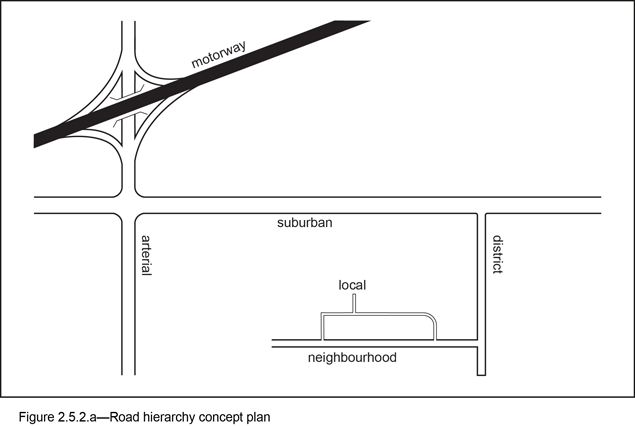 motorway
suburban
arterial
district
local
neighbourhood
Figure 2.5.2.a—Road hierarchy concept plan